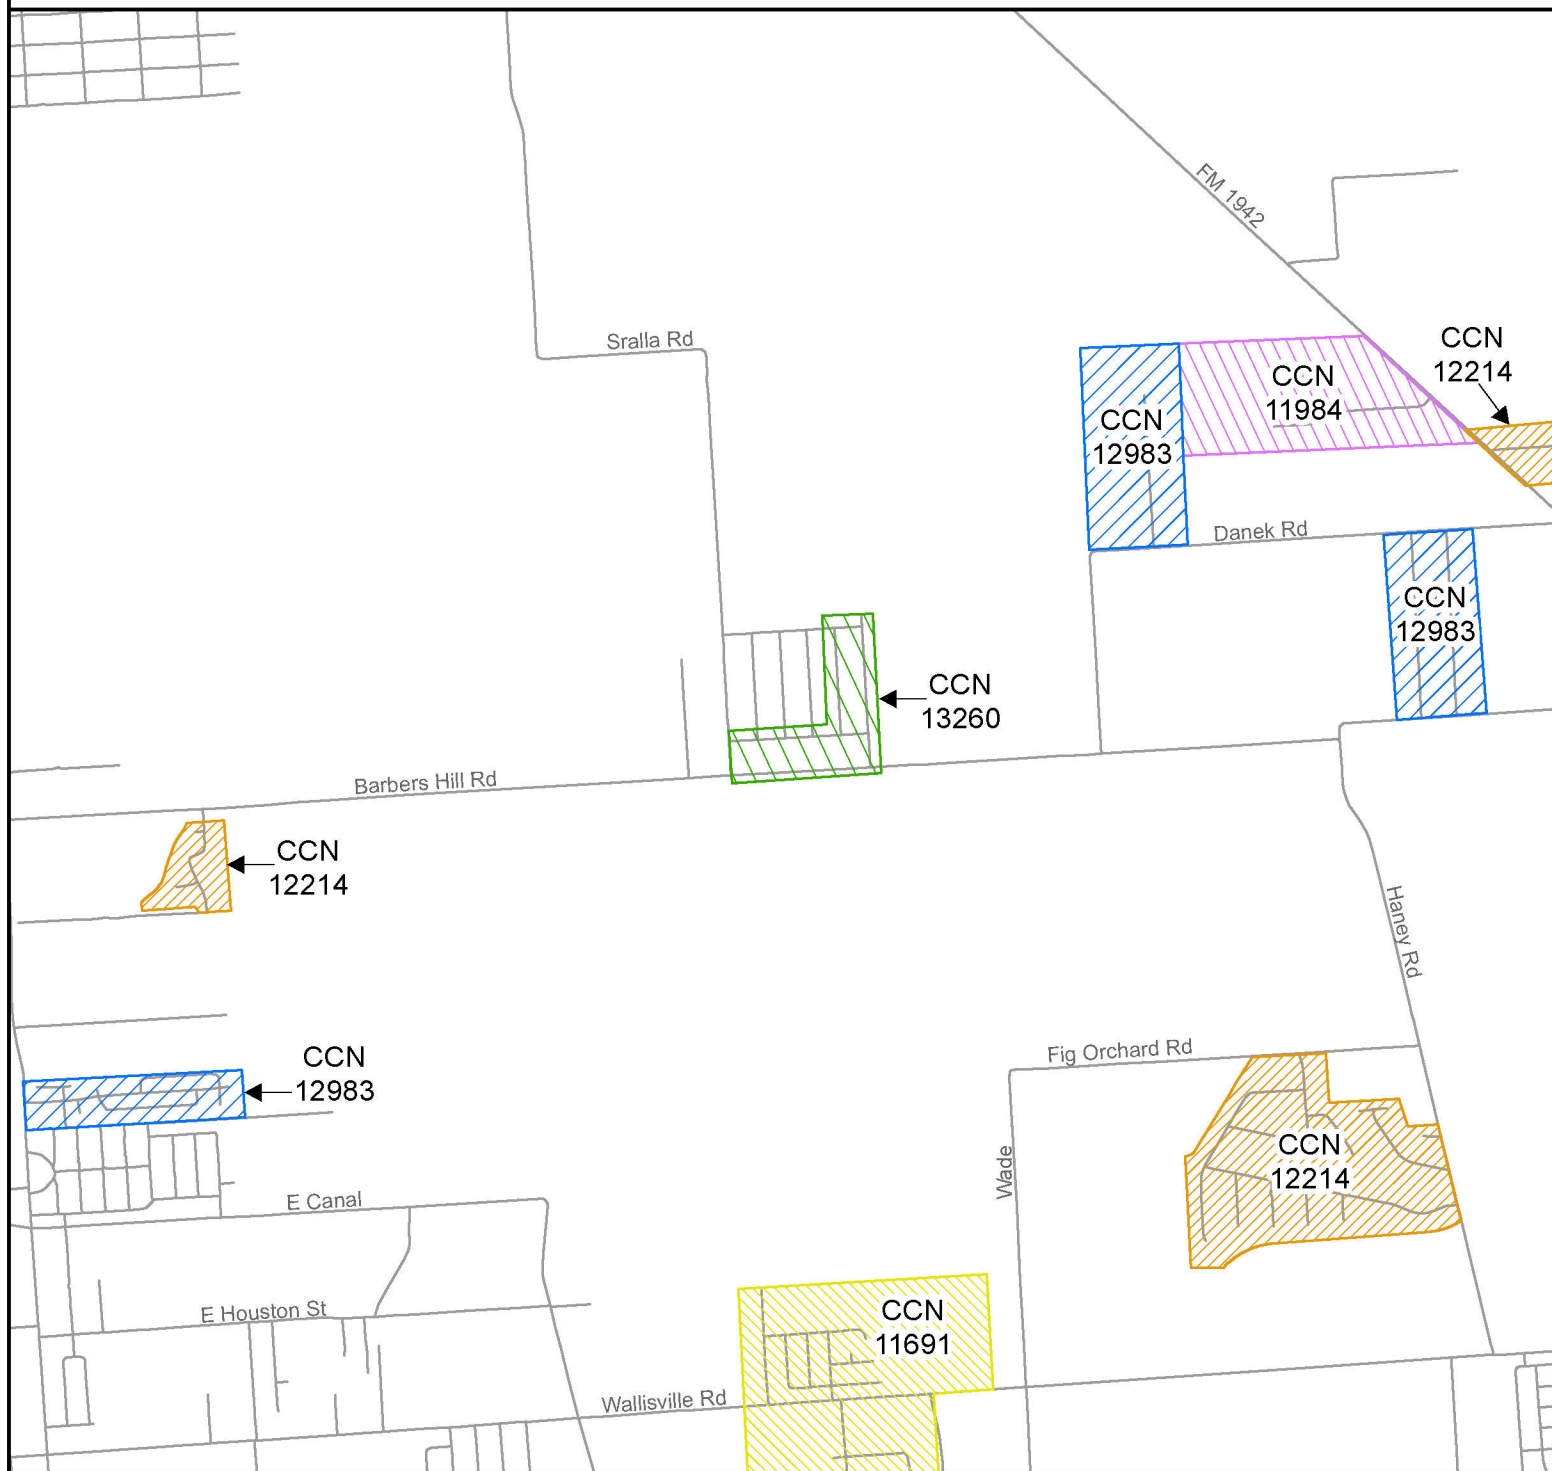 FM 1942
Sralla Rd
CCN
12214
CCN
11984
CCN
12983
Danek Rd
CCN
12983
CCN
13260
Barbers Hill Rd
CCN
12214
Haney Rd
Fig Orchard Rd
CCN
12983
CCN
12214
Wade
E Canal
E Houston St
CCN
11691
Wallisville Rd